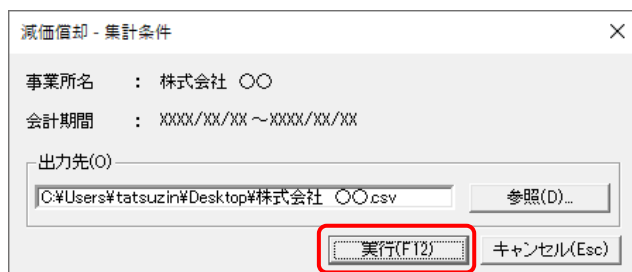 減価償却 - 集計条件
事業所名 : 株式会社 〇〇
会計期間 : XXXX/XX/XX ～XXXX/XX/XX
出力先(O)
C:¥Users¥tatsuzin¥Desktop¥株式会社 〇〇.csv 参照(D)...
実行(F12) キャンセル(Esc)